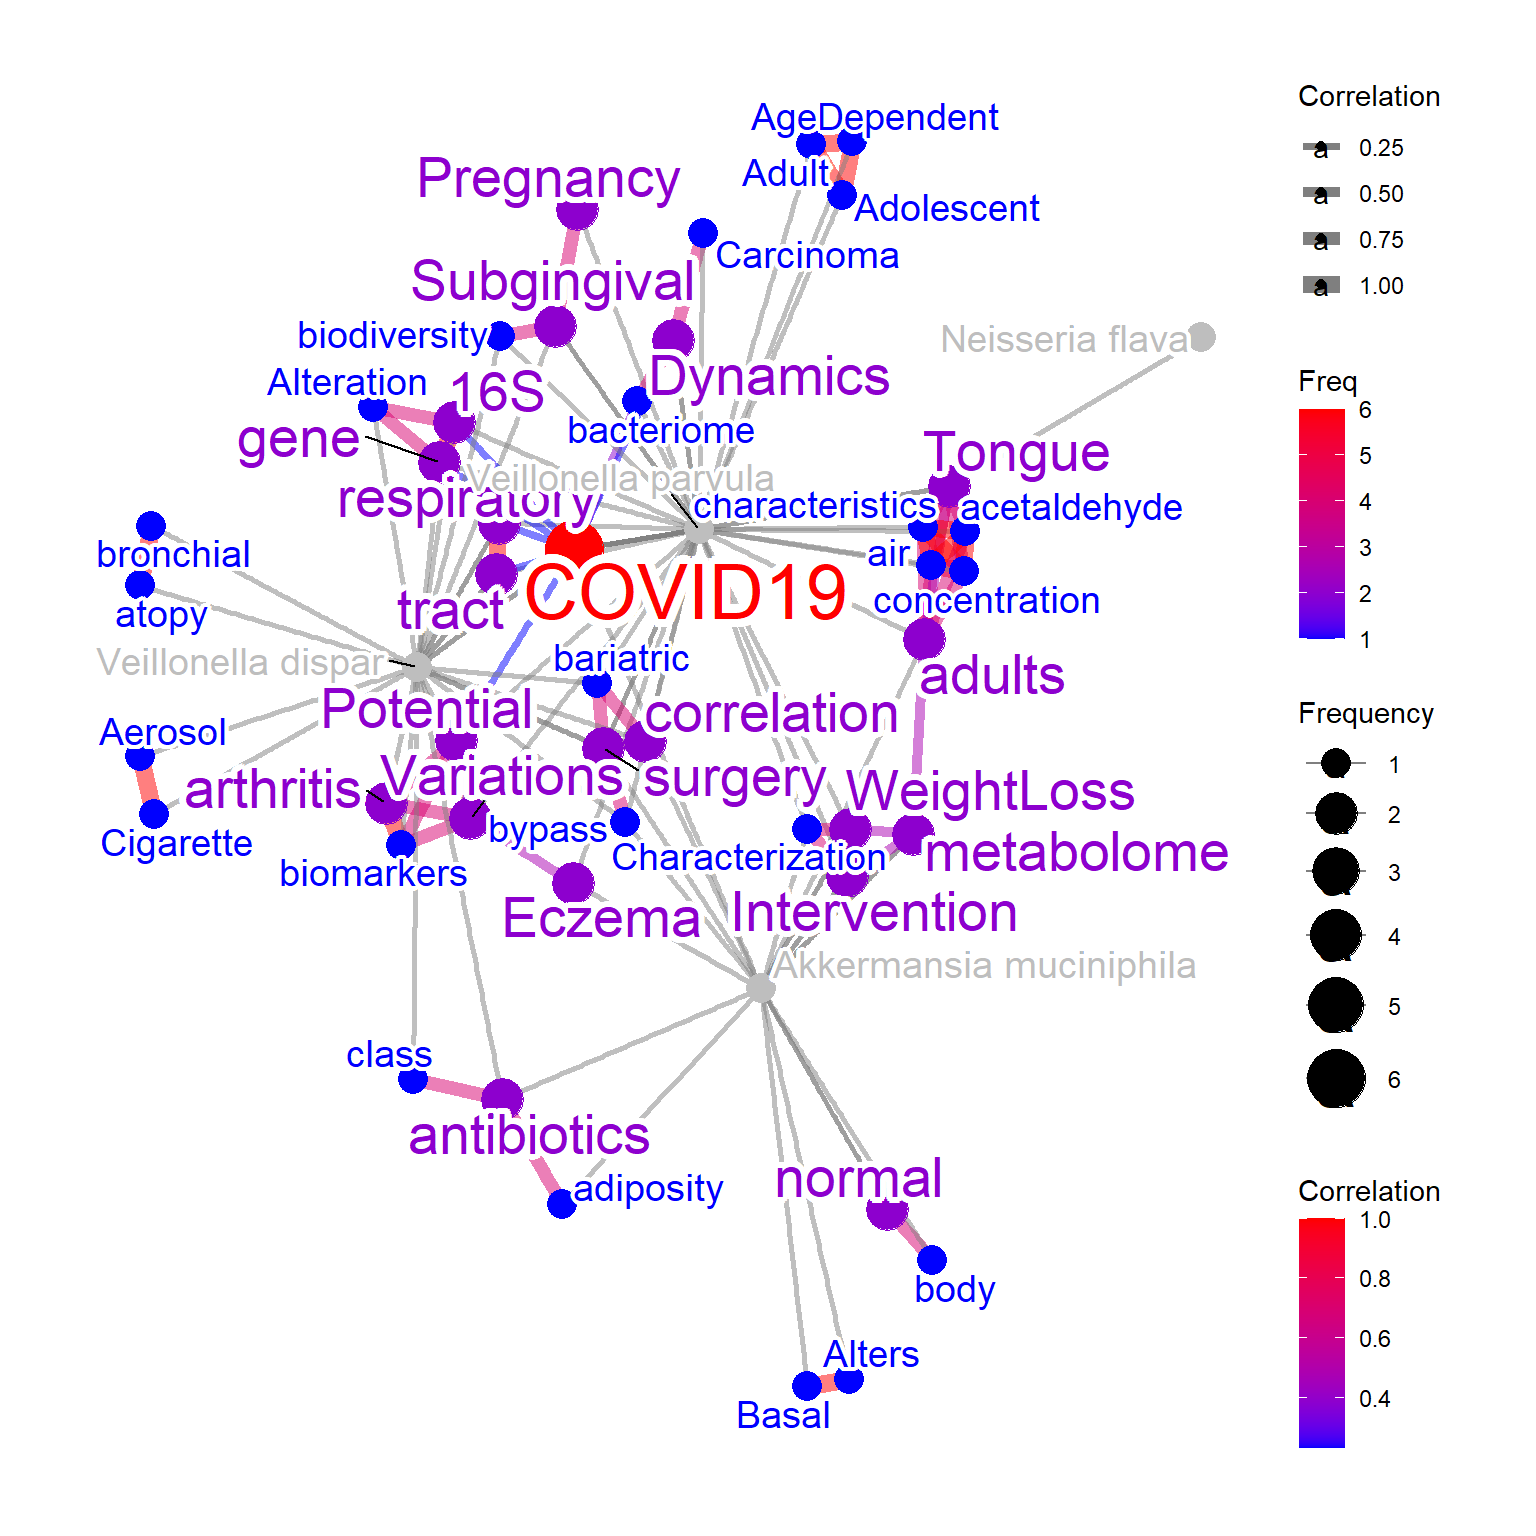 AgeDependent
Adult
Adolescent
Pregnancy
Carcinoma
Subgingival
biodiversity
Neisseria flava
Alteration
16S
Dynamics
gene
bacteriome
Tongue
Veillonella parvula
respiratory
characteristics
acetaldehyde
bronchial
air
COVID19
concentration
atopy
tract
Veillonella dispar
bariatric
adults
Potential
correlation
Aerosol
arthritis
Variations
surgery
WeightLoss
Cigarette
bypass
Characterization
metabolome
biomarkers
Eczema
Intervention
Akkermansia muciniphila
class
antibiotics
adiposity
normal
body
Alters
Basal
Correlation
a 0.25
a 0.50
a 0.75
a 1.00
Freq
6
5
4
3
2
1
Frequency
1
2
3
4
5
6
Correlation
1.0
0.8
0.6
0.4